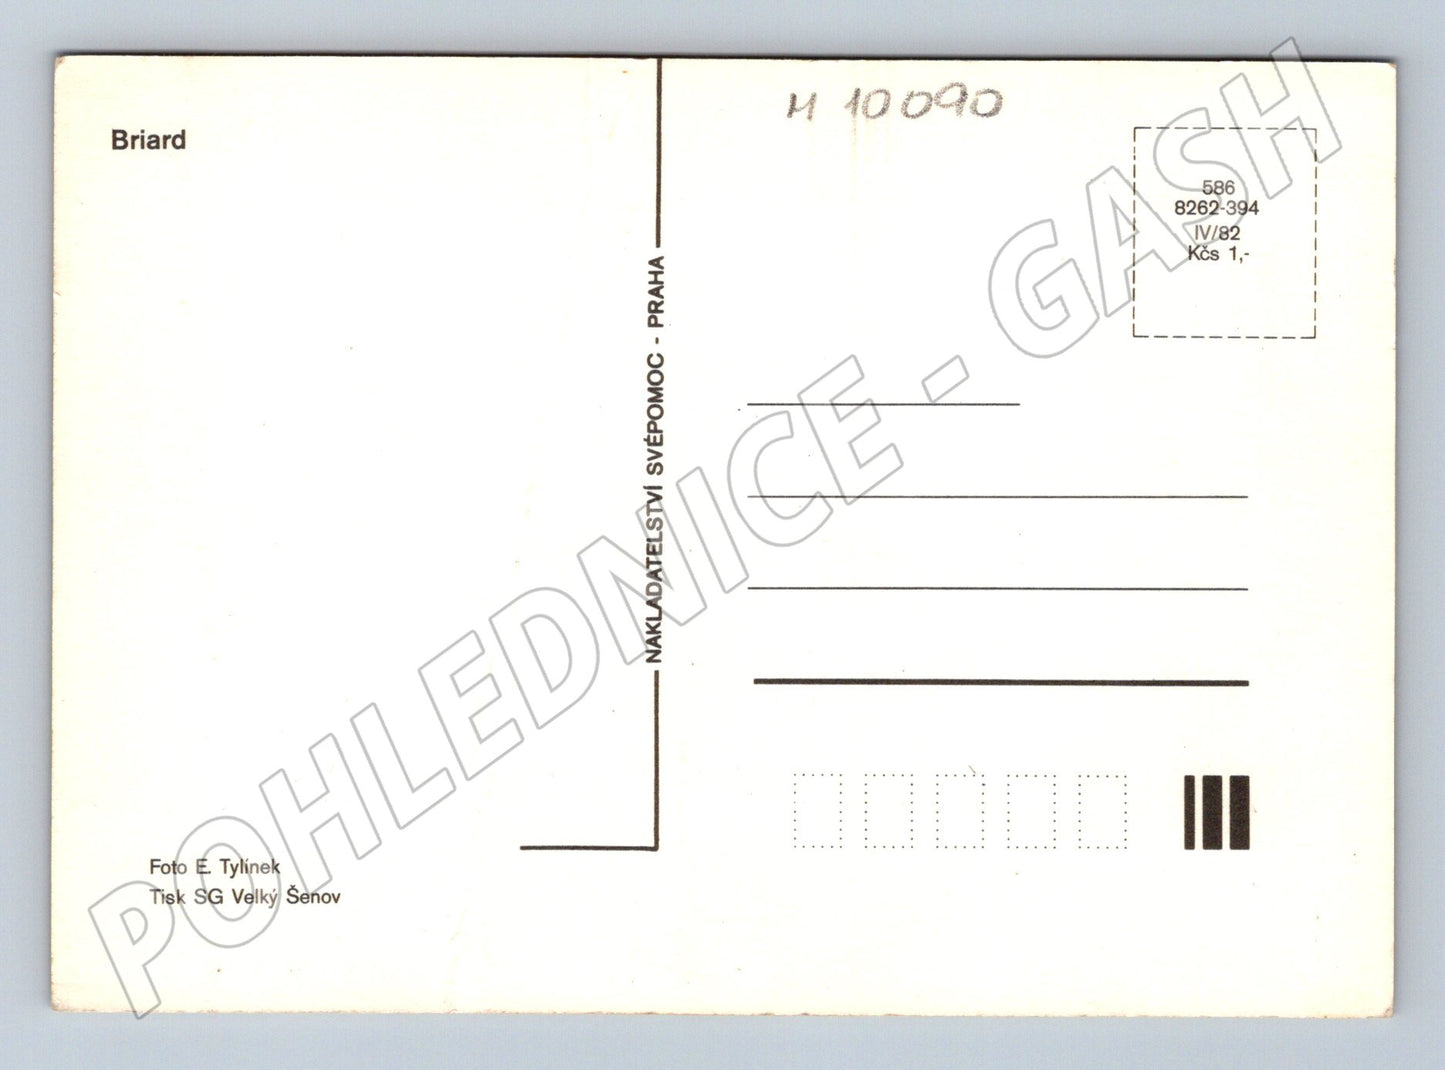 Briard
H 10090
586
8262-394
IV/82
Kčs 1,-
NAKLADATELSTVÍ SVÉPOMOC - PRAHA
Foto E. Tylínek
Tisk SG Velký Šenov
POHLEDNICE - GASH